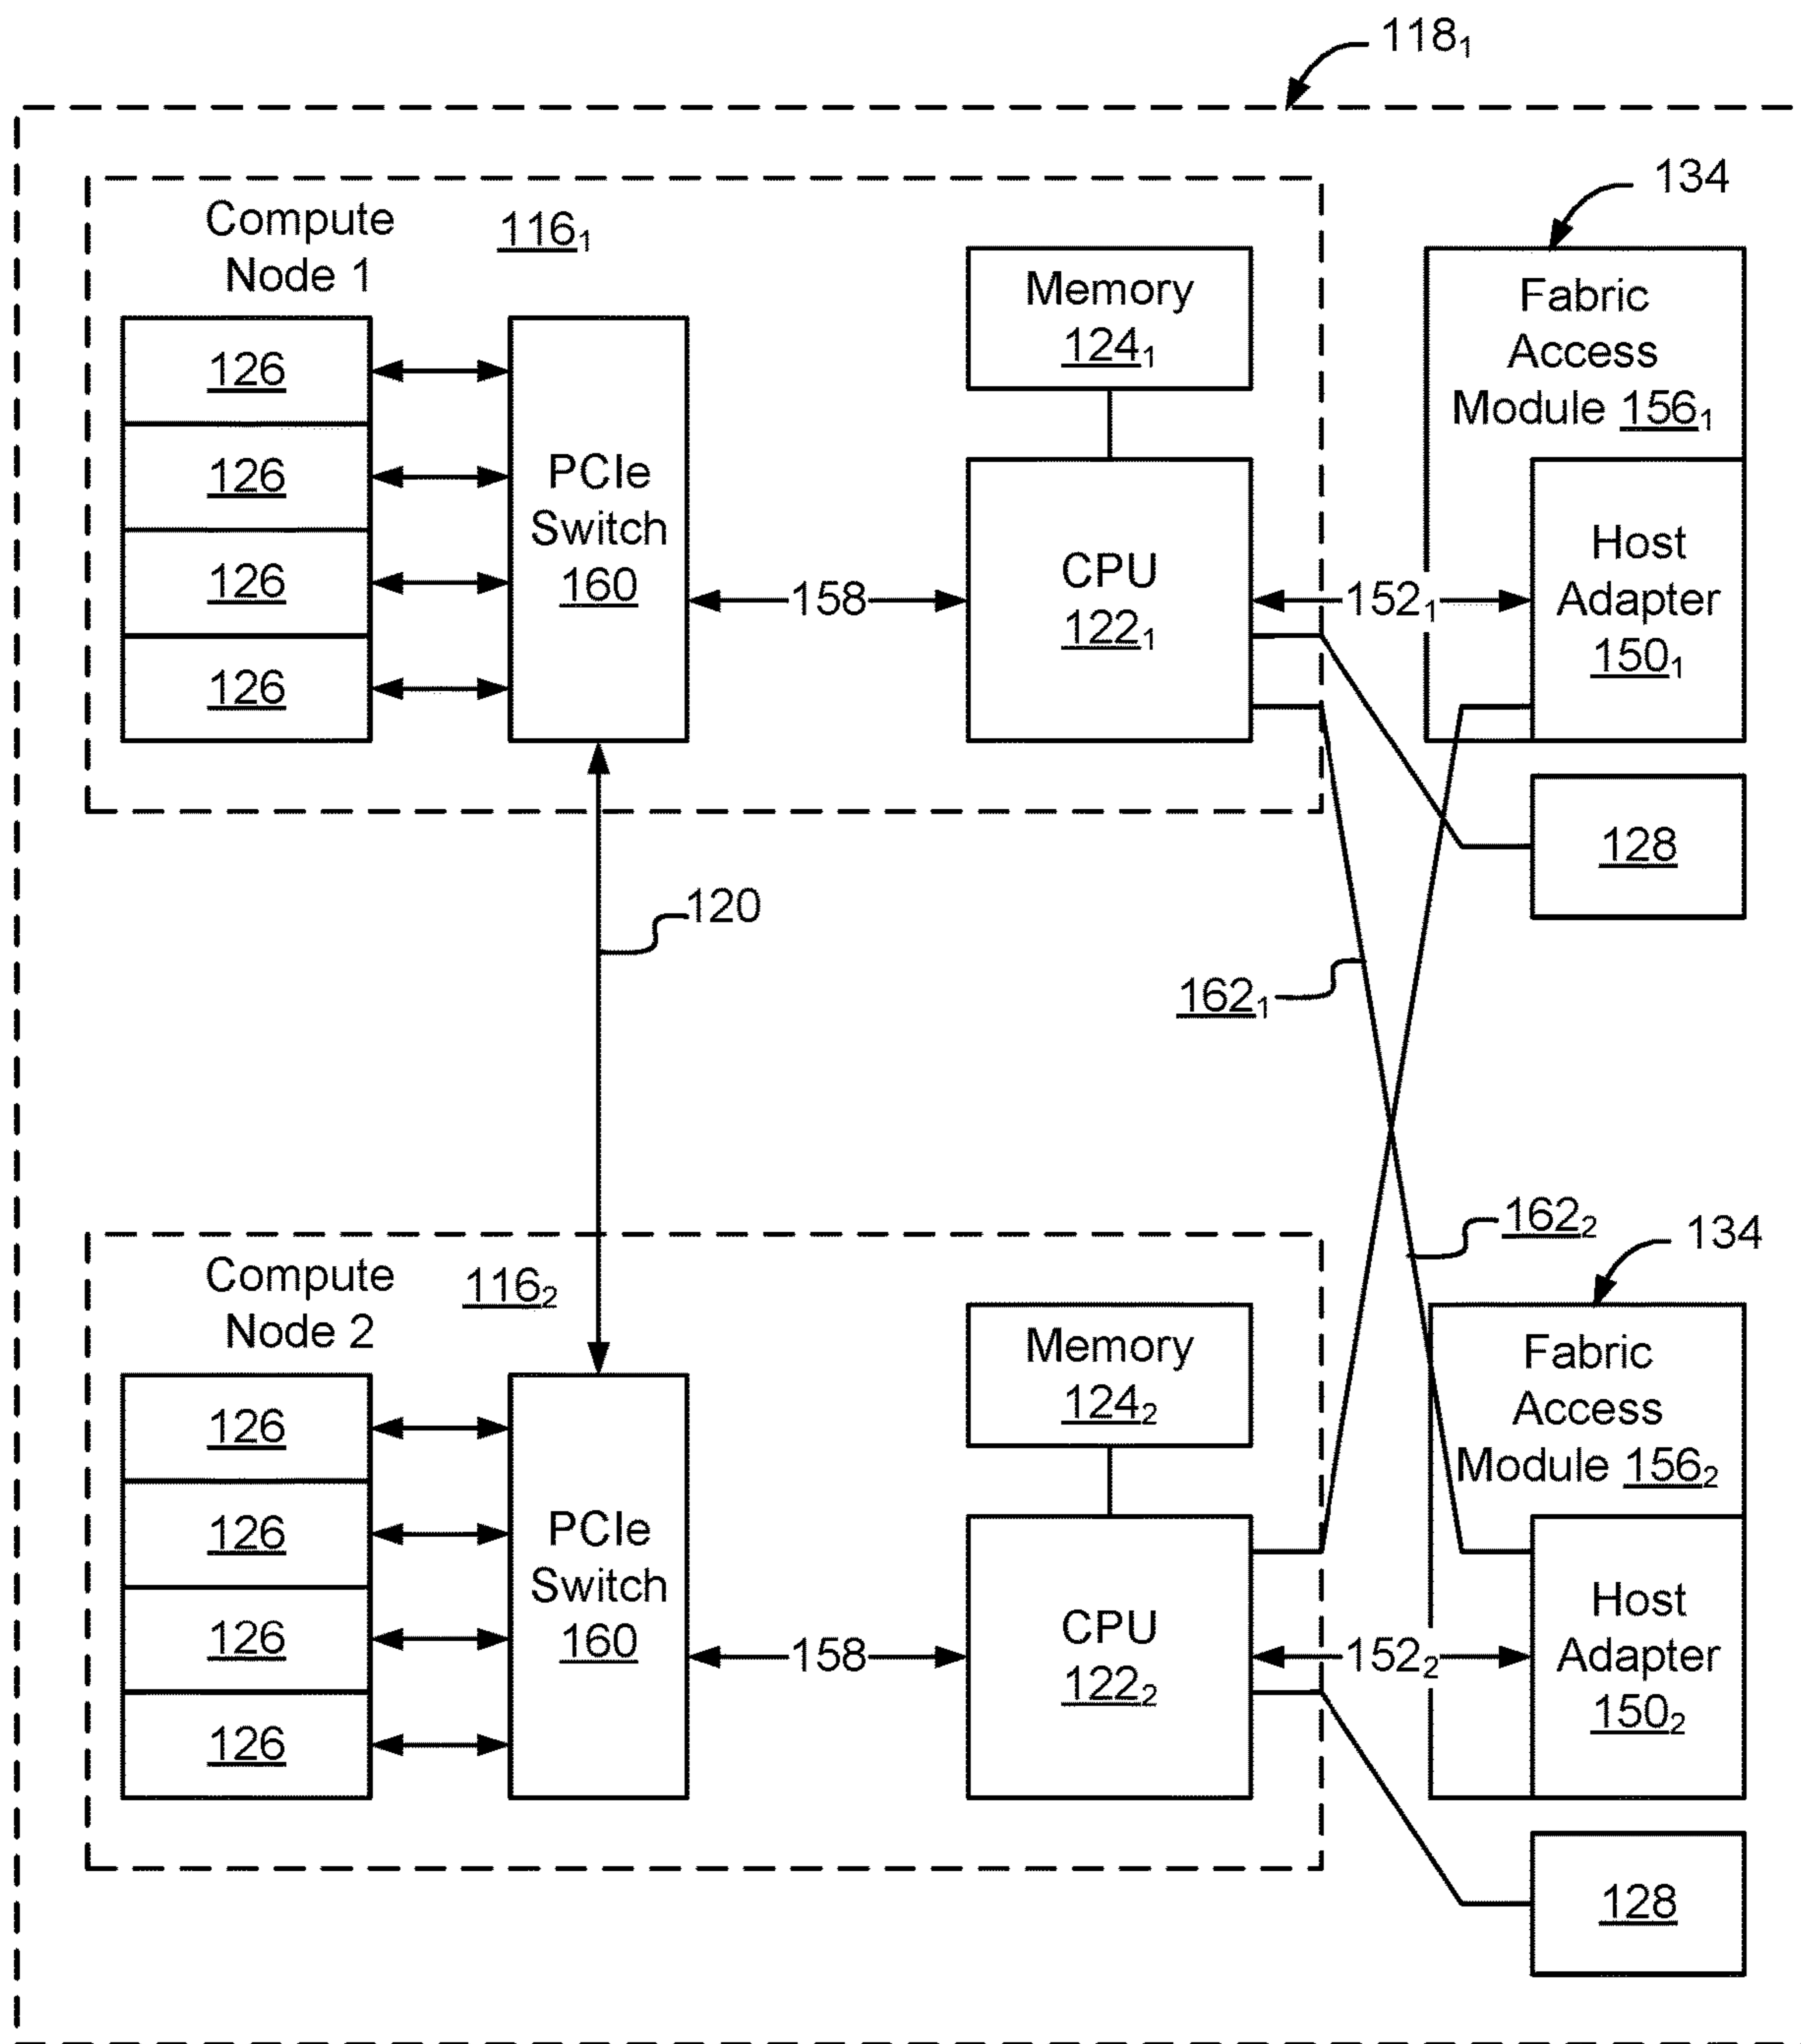 118₁
134
Compute
Node 1
116₁
126
126
126
126
PCIe
Switch
160
158
Memory
124₁
CPU
122₁
152₁
Fabric
Access
Module 156₁
Host
Adapter
150₁
128
120
162₁
162₂
134
Compute
Node 2
116₂
126
126
126
126
PCIe
Switch
160
158
Memory
124₂
CPU
122₂
152₂
Fabric
Access
Module 156₂
Host
Adapter
150₂
128